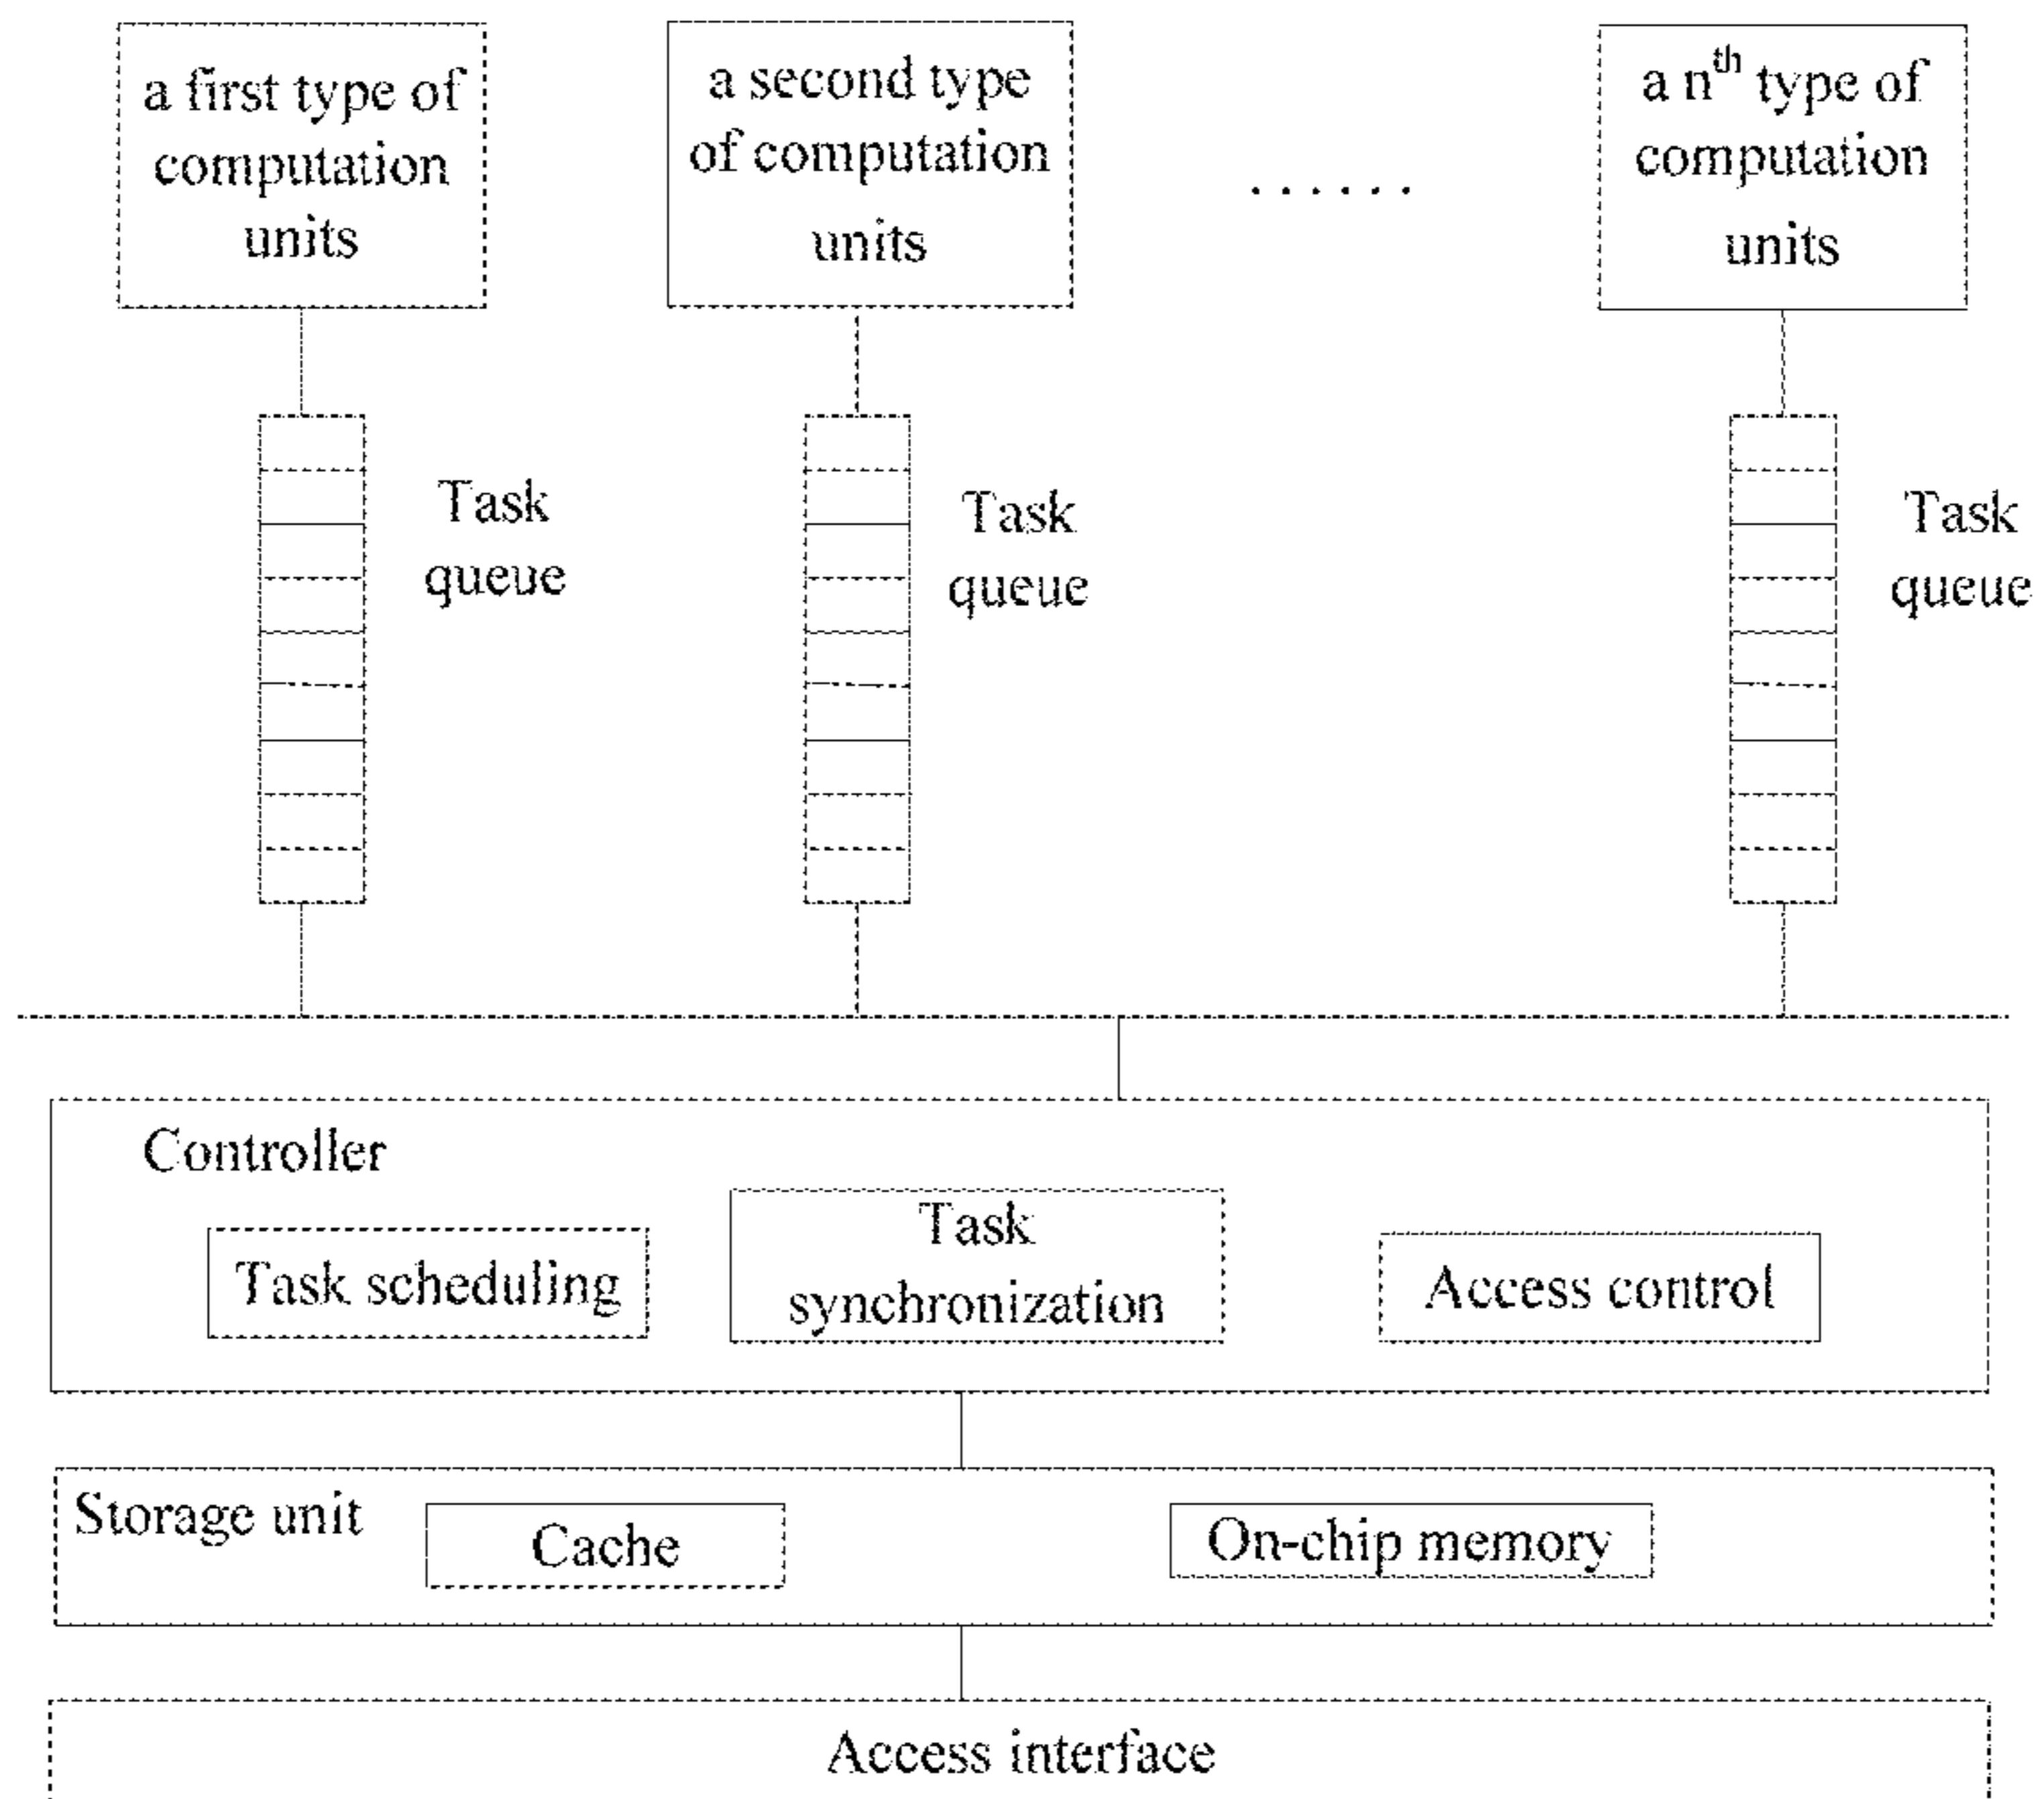 a first type of
computation
units
a second type
of computation
units
......
a nth type of
computation
units
Task
queue
Task
queue
Task
queue
Controller
Task scheduling
Task
synchronization
Access control
Storage unit
Cache
On-chip memory
Access interface